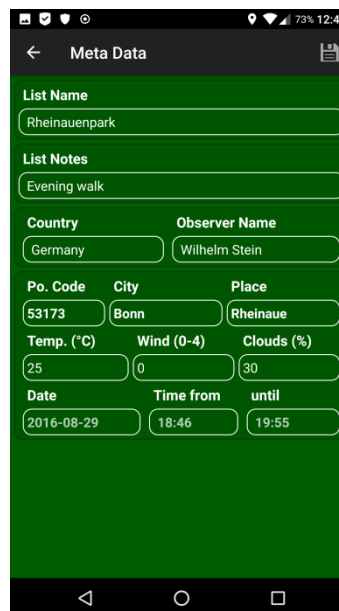 73% 12:4
Meta Data
List Name
Rheinauenpark
List Notes
Evening walk
Country Observer Name
Germany Wilhelm Stein
Po. Code City Place
53173 Bonn Rheinaue
Temp. (°C) Wind (0-4) Clouds (%)
25 0 30
Date Time from until
2016-08-29 18:46 19:55